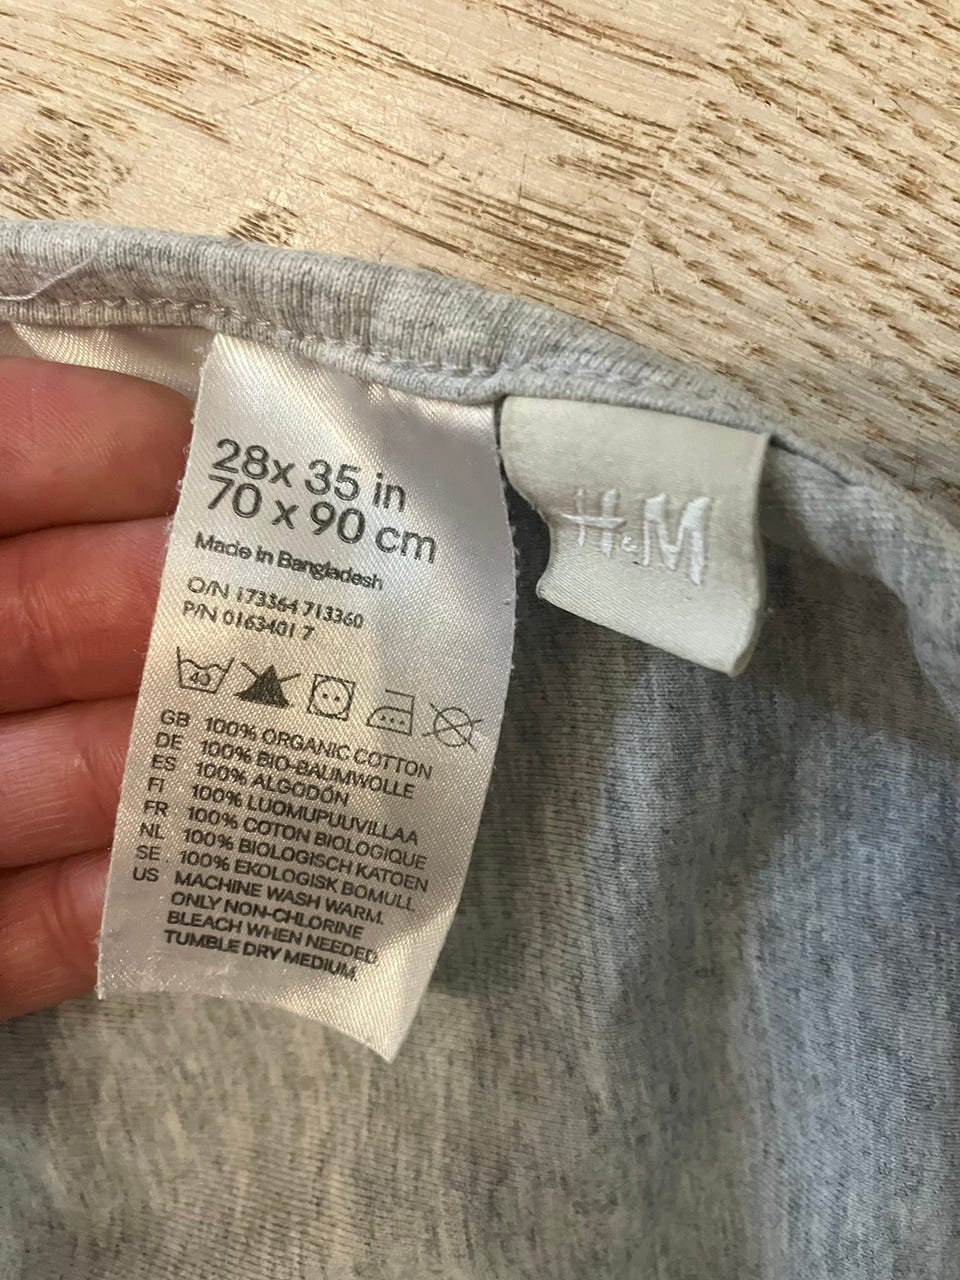 28x 35 in
70 x 90 cm
Made in Bangladesh
O/N 173364 713360
P/N 0163401 7
40
GB 100% ORGANIC COTTON
DE 100% BIO-BAUMWOLLE
ES 100% ALGODÓN
FI 100% LUOMUPUUVILLAA
FR 100% COTON BIOLOGIQUE
NL 100% BIOLOGISCH KATOEN
SE 100% EKOLOGISK BOMULL
US MACHINE WASH WARM.
ONLY NON-CHLORINE
BLEACH WHEN NEEDED
TUMBLE DRY MEDIUM.
H&M